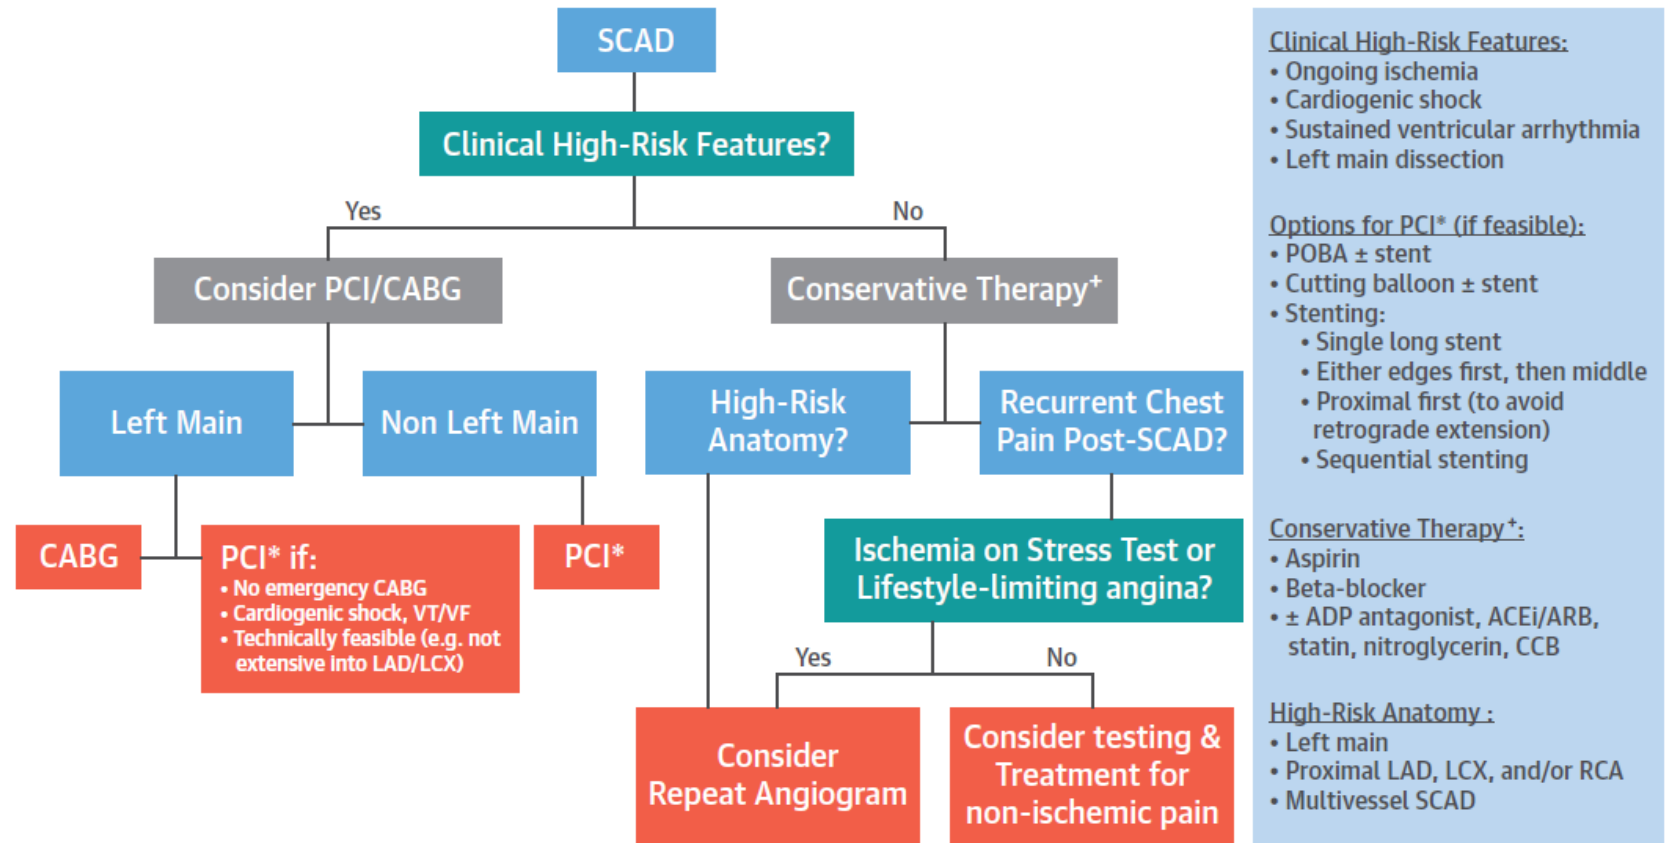 SCAD
Clinical High-Risk Features?
Yes
No
Consider PCI/CABG
Conservative Therapy+
Left Main
Non Left Main
High-Risk
Anatomy?
Recurrent Chest
Pain Post-SCAD?
CABG
PCI* if:
• No emergency CABG
• Cardiogenic shock, VT/VF
• Technically feasible (e.g. not
extensive into LAD/LCX)
PCI*
Ischemia on Stress Test or
Lifestyle-limiting angina?
Yes
No
Consider
Repeat Angiogram
Consider testing &
Treatment for
non-ischemic pain
Clinical High-Risk Features:
• Ongoing ischemia
• Cardiogenic shock
• Sustained ventricular arrhythmia
• Left main dissection
Options for PCI* (if feasible):
• POBA ± stent
• Cutting balloon ± stent
• Stenting:
• Single long stent
• Either edges first, then middle
• Proximal first (to avoid
retrograde extension)
• Sequential stenting
Conservative Therapy+:
• Aspirin
• Beta-blocker
• ± ADP antagonist, ACEi/ARB,
statin, nitroglycerin, CCB
High-Risk Anatomy :
• Left main
• Proximal LAD, LCX, and/or RCA
• Multivessel SCAD